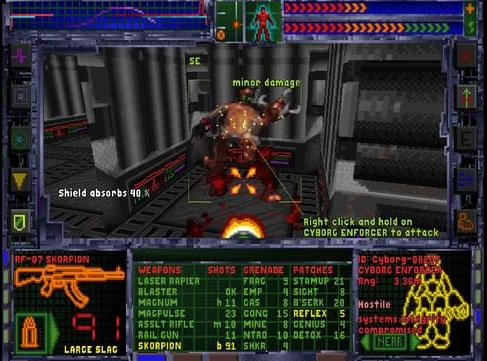 SE
minor damage
Shield absorbs 40%
Right click and hold on
CYBORG ENFORCER to attack
RF-07 SKORPION
91
LARGE SLAG
WEAPONS SHOTS GRENADE PATCHES
LASER RAPIER FRAG 9 STAMUP 21
BLASTER OK EMP 4 SIGHT 8
MAGNUM h 11 GAS 8 B'SERK 20
MAGPULSE 23 CONC 15 REFLEX 5
ASSLT RIFLE m 10 MINE 8 GENIUS 4
RAIL GUN 11 NITRO 10 DETOX 16
SKORPION b 91 SHKR 4
CYBORG ENFORCER
Hostile
systems
compromised
NEAR